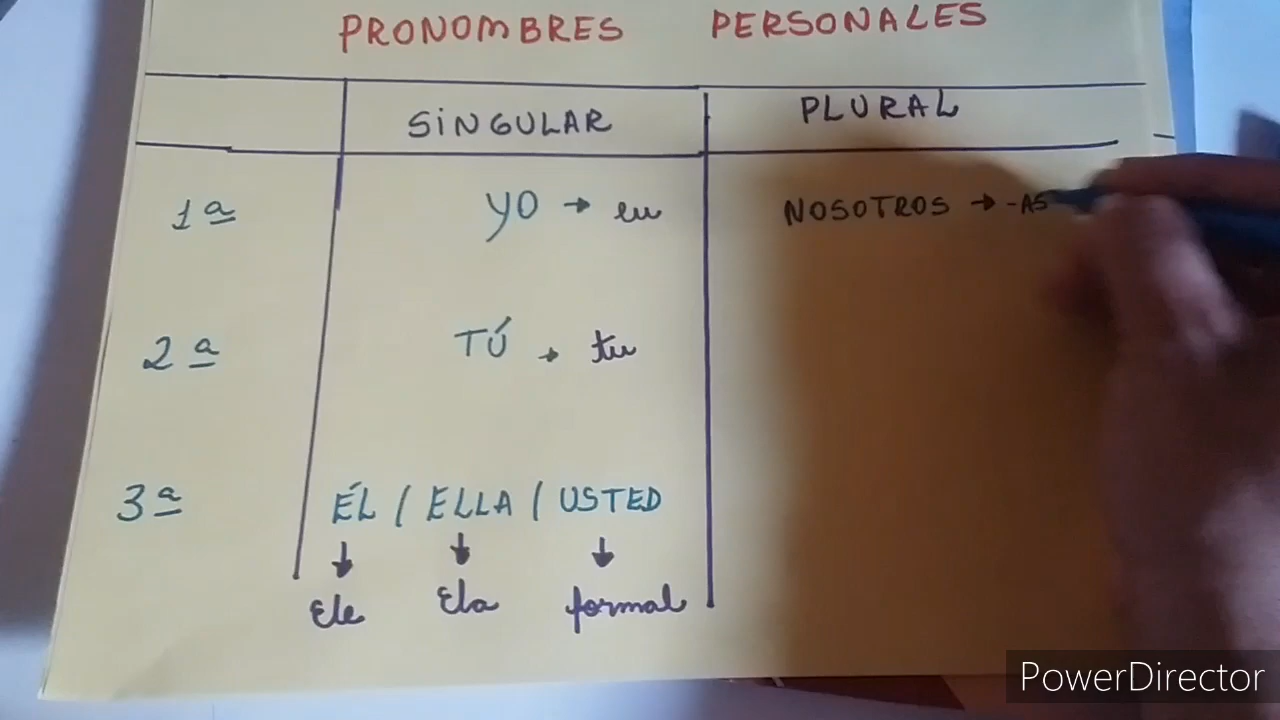 PRONOMBRES PERSONALES
SINGULAR PLURAL
1ª YO → eu NOSOTROS → -AS
2ª TÚ → tu
3ª ÉL / ELLA / USTED
Ele Ela formal
PowerDirector